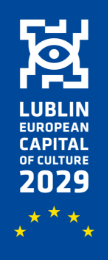 LUBLIN
EUROPEAN
CAPITAL
OF CULTURE
2029